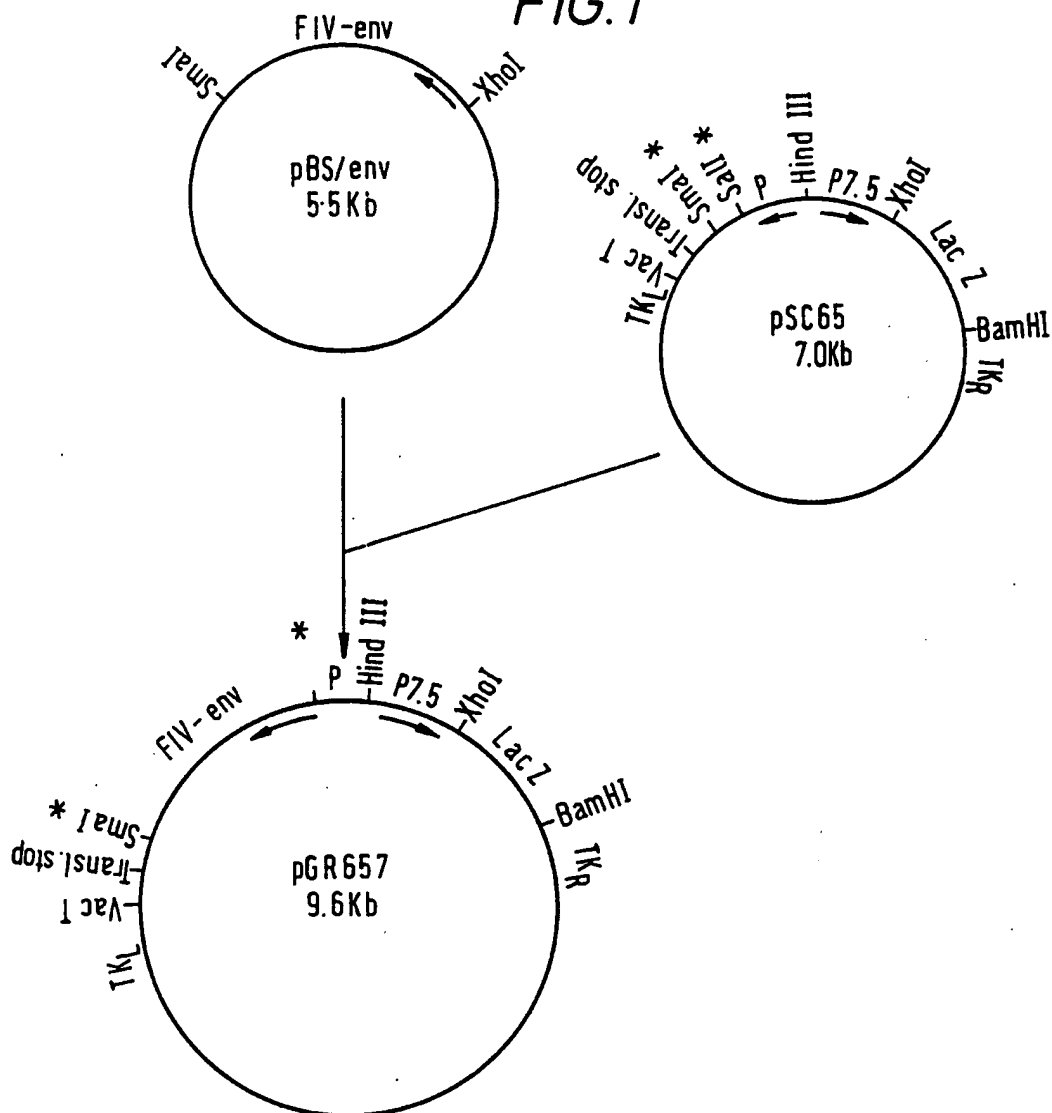 FIG. 1
FIV-env
SmaI
XhoI
pBS/env
5·5Kb
Hind III
P7.5
XhoI
Lac Z
BamHI
TKR
P
SalI *
SmaI *
Transl. stop
Vac T
TKL
pSC65
7.0Kb
*
P
Hind III
P7.5
XhoI
Lac Z
BamHI
TKR
FIV-env
SmaI *
Transl. stop
Vac T
TKL
pGR657
9.6Kb